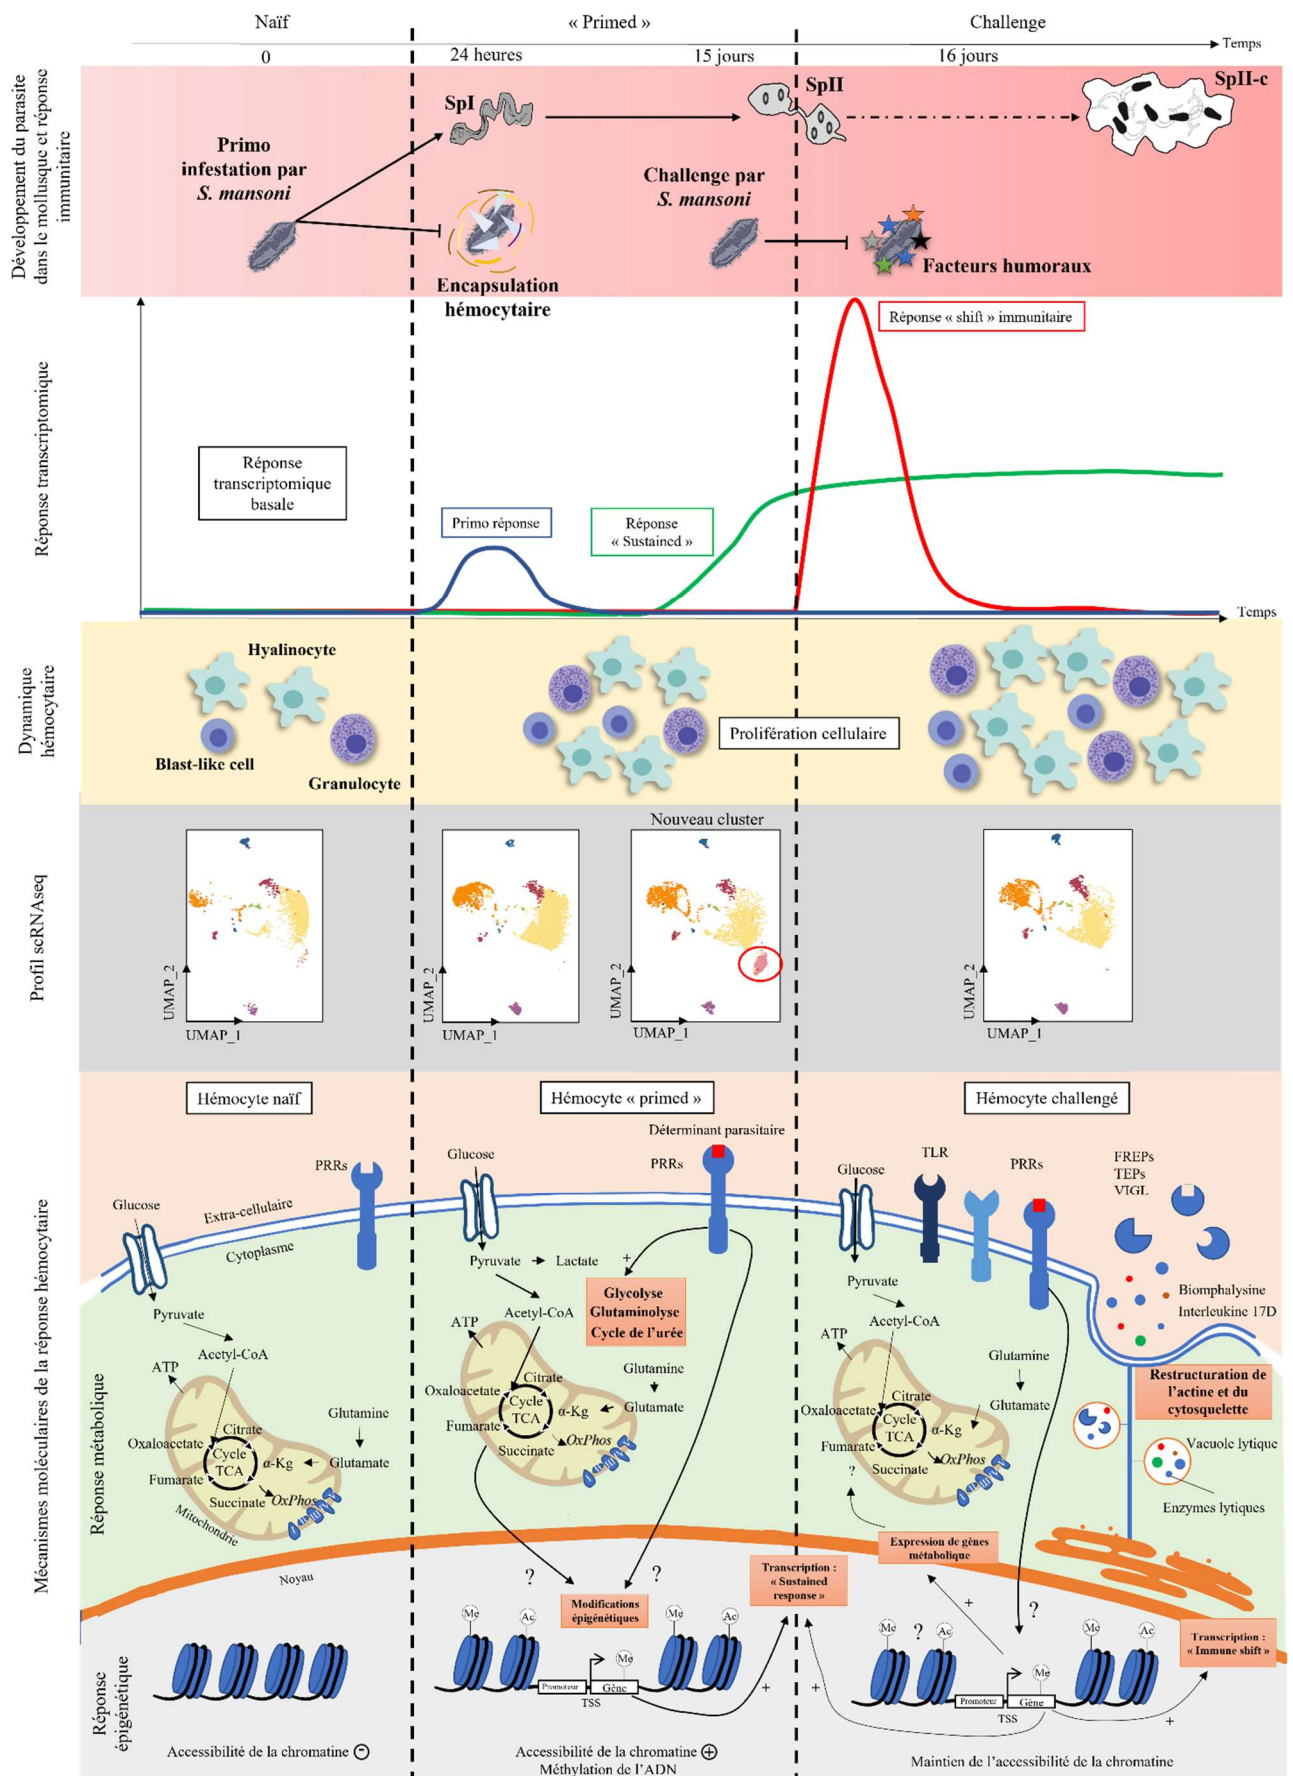 Naïf
« Primed »
Challenge
Temps
0
24 heures
15 jours
16 jours
Développement du parasite
dans le mollusque et réponse
immunitaire
SpI
SpII
SpII-c
Primo
infestation par
S. mansoni
Challenge par
S. mansoni
Encapsulation
hémocytaire
Facteurs humoraux
Réponse transcriptomique
Réponse « shift » immunitaire
Réponse
transcriptomique
basale
Primo réponse
Réponse
« Sustained »
Temps
Dynamique
hémocytaire
Hyalinocyte
Blast-like cell
Granulocyte
Prolifération cellulaire
Profil scRNAseq
Nouveau cluster
UMAP_2
UMAP_1
UMAP_2
UMAP_1
UMAP_2
UMAP_1
UMAP_2
UMAP_1
Mécanismes moléculaires de la réponse hémocytaire
Réponse métabolique
Réponse
épigénétique
Hémocyte naïf
PRRs
Glucose
Extra-cellulaire
Cytoplasme
Pyruvate
Acetyl-CoA
ATP
Citrate
Oxaloacetate
Cycle
TCA
α-Kg
Glutamine
Glutamate
Fumarate
Succinate
OxPhos
Mitochondrie
Noyau
Accessibilité de la chromatine -
Hémocyte « primed »
Déterminant parasitaire
Glucose
PRRs
Pyruvate
Lactate
+
Glycolyse
Glutaminolyse
Cycle de l'urée
Acetyl-CoA
ATP
Citrate
Oxaloacetate
Cycle
TCA
α-Kg
Glutamine
Glutamate
Fumarate
Succinate
OxPhos
?
?
Modifications
épigénétiques
Me
Ac
Me
Ac
Me
Promoteur
Gène
TSS
+
Accessibilité de la chromatine +
Méthylation de l'ADN
Transcription :
« Sustained
response »
Hémocyte challengé
Glucose
TLR
PRRs
FREPs
TEPs
VIGL
Pyruvate
Acetyl-CoA
ATP
Citrate
Oxaloacetate
Cycle
TCA
α-Kg
Glutamine
Glutamate
Fumarate
Succinate
OxPhos
?
Biomphalysine
Interleukine 17D
Restructuration de
l'actine et du
cytosquelette
Vacuole lytique
Enzymes lytiques
Expression de gènes
métabolique
+
?
?
Me
Ac
Me
Ac
Me
Promoteur
Gène
TSS
+
+
Transcription :
« Immune shift »
Maintien de l'accessibilité de la chromatine